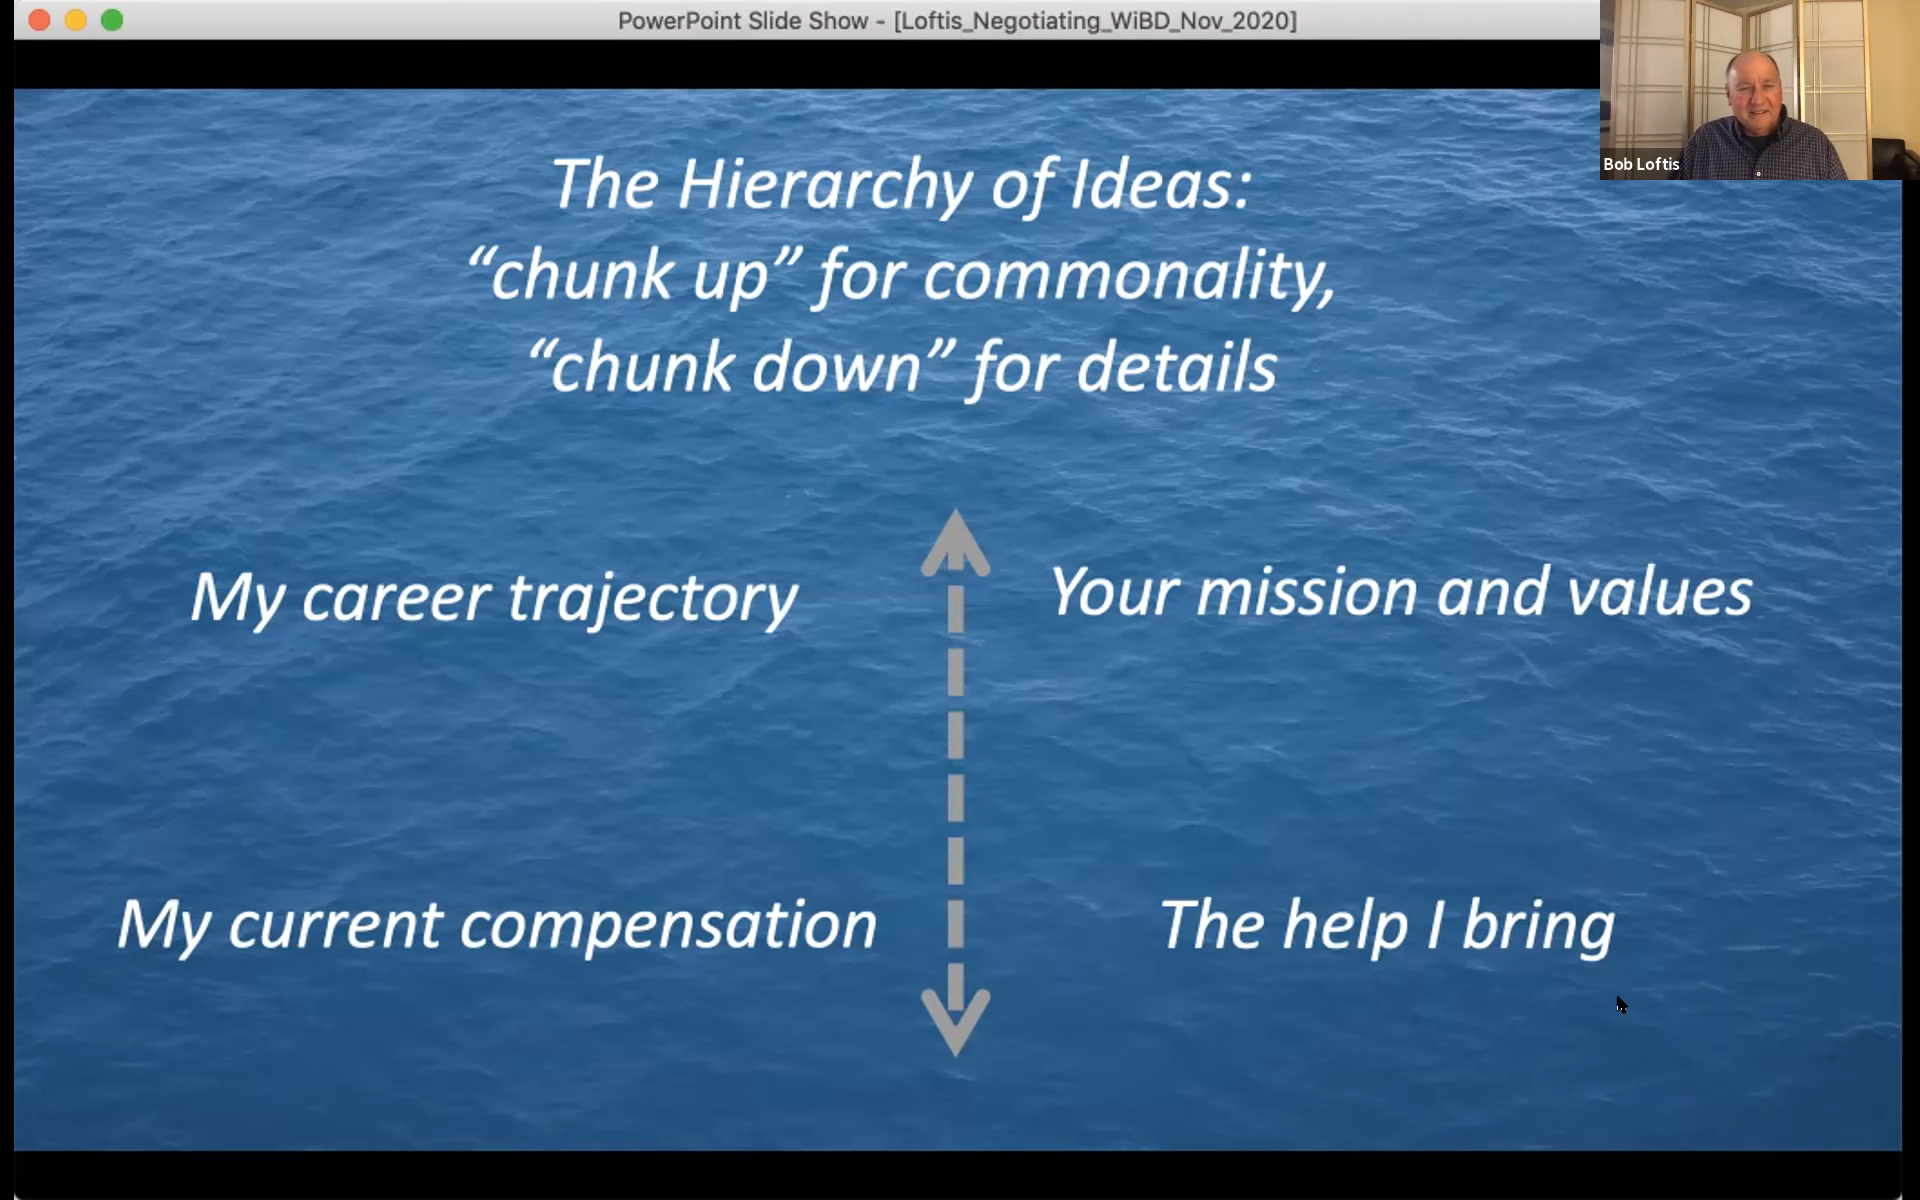 PowerPoint Slide Show - [Loftis_Negotiating_WiBD_Nov_2020]
Bob Loftis
The Hierarchy of Ideas:
“chunk up” for commonality,
“chunk down” for details
My career trajectory
Your mission and values
My current compensation
The help I bring